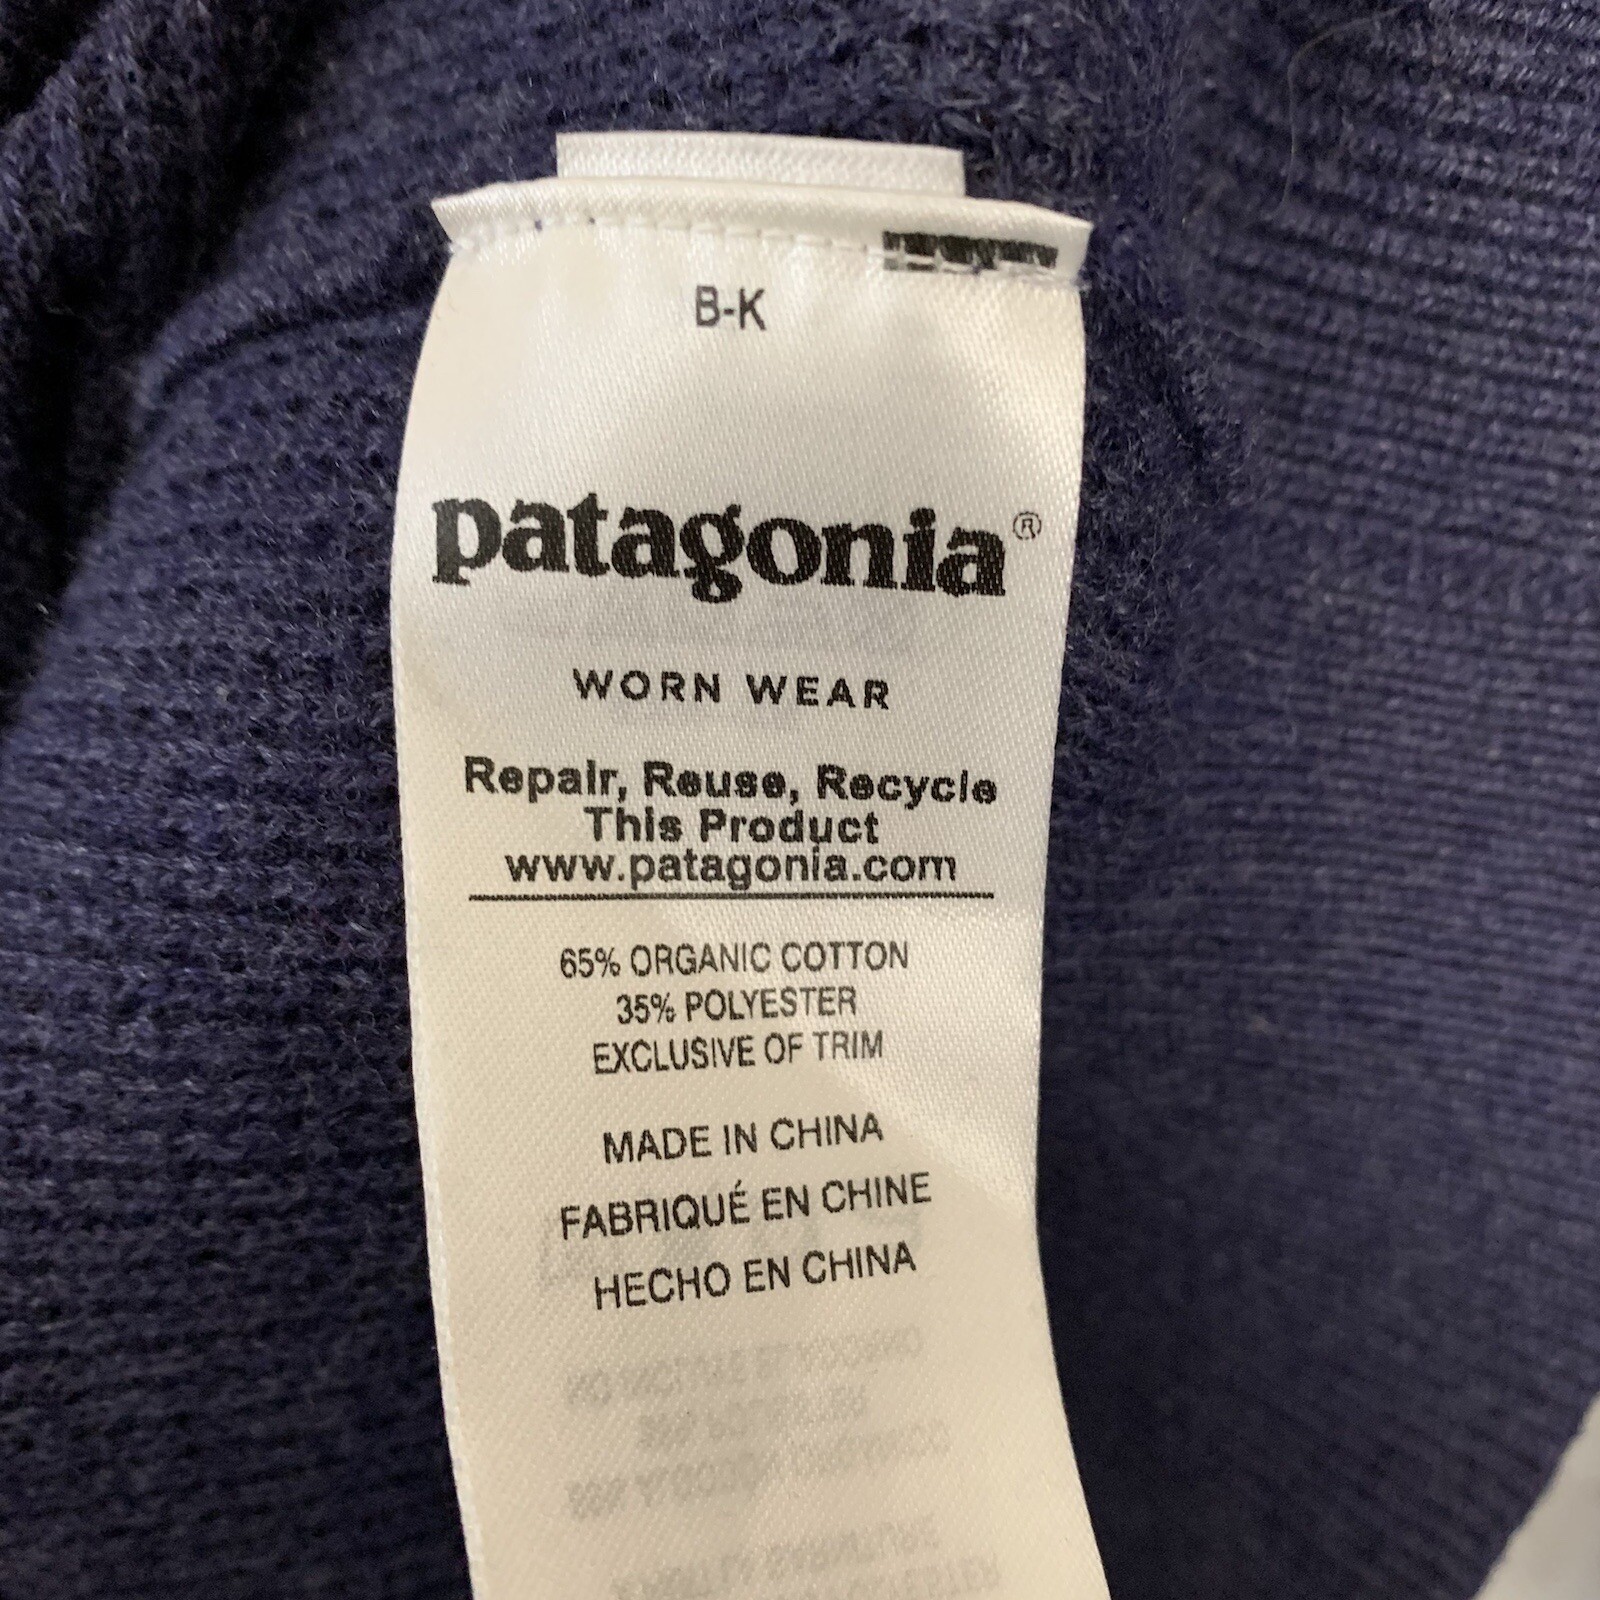 B-K
patagonia®
WORN WEAR
Repair, Reuse, Recycle
This Product
www.patagonia.com
65% ORGANIC COTTON
35% POLYESTER
EXCLUSIVE OF TRIM
MADE IN CHINA
FABRIQUÉ EN CHINE
HECHO EN CHINA